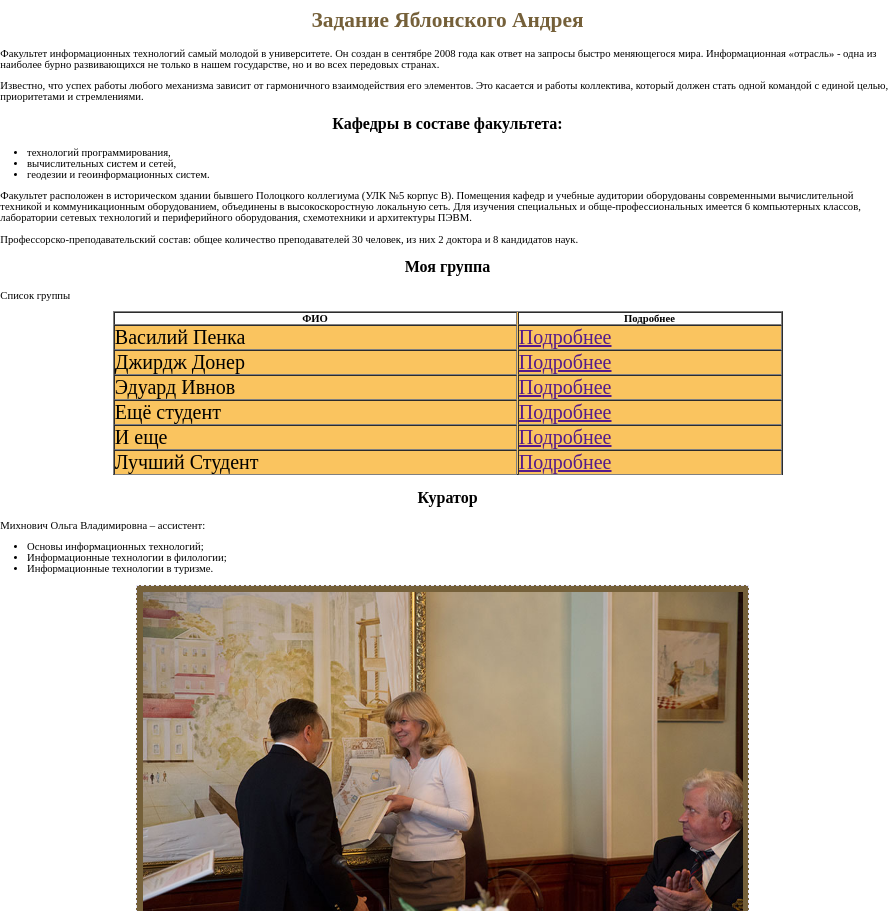 Задание Яблонского Андрея
Факультет информационных технологий самый молодой в университете. Он создан в сентябре 2008 года как ответ на запросы быстро меняющегося мира. Информационная «отрасль» - одна из
наиболее бурно развивающихся не только в нашем государстве, но и во всех передовых странах.
Известно, что успех работы любого механизма зависит от гармоничного взаимодействия его элементов. Это касается и работы коллектива, который должен стать одной командой с единой целью,
приоритетами и стремлениями.
Кафедры в составе факультета:
• технологий программирования,
• вычислительных систем и сетей,
• геодезии и геоинформационных систем.
Факультет расположен в историческом здании бывшего Полоцкого коллегиума (УЛК №5 корпус В). Помещения кафедр и учебные аудитории оборудованы современными вычислительной
техникой и коммуникационным оборудованием, объединены в высокоскоростную локальную сеть. Для изучения специальных и обще-профессиональных имеется 6 компьютерных классов,
лаборатории сетевых технологий и периферийного оборудования, схемотехники и архитектуры ПЭВМ.
Профессорско-преподавательский состав: общее количество преподавателей 30 человек, из них 2 доктора и 8 кандидатов наук.
Моя группа
Список группы
ФИО Подробнее
Василий Пенка Подробнее
Джирдж Донер Подробнее
Эдуард Ивнов Подробнее
Ещё студент Подробнее
И еще Подробнее
Лучший Студент Подробнее
Куратор
Михнович Ольга Владимировна – ассистент:
• Основы информационных технологий;
• Информационные технологии в филологии;
• Информационные технологии в туризме.